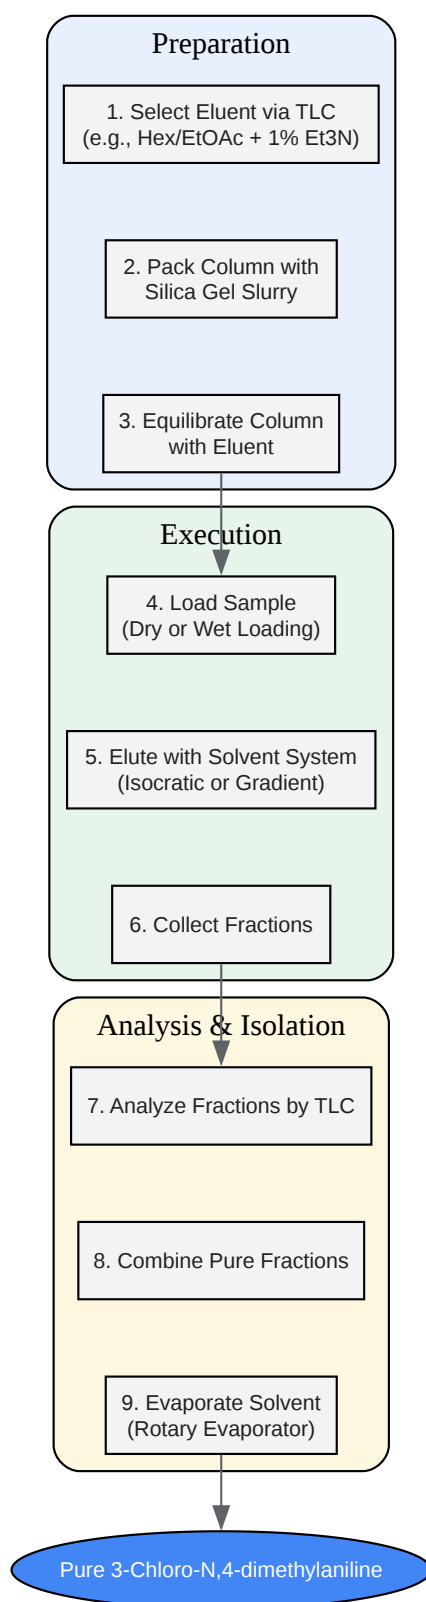 Preparation
1. Select Eluent via TLC
(e.g., Hex/EtOAc + 1% Et3N)
2. Pack Column with
Silica Gel Slurry
3. Equilibrate Column
with Eluent
Execution
4. Load Sample
(Dry or Wet Loading)
5. Elute with Solvent System
(Isocratic or Gradient)
6. Collect Fractions
Analysis & Isolation
7. Analyze Fractions by TLC
8. Combine Pure Fractions
9. Evaporate Solvent
(Rotary Evaporator)
Pure 3-Chloro-N,4-dimethylaniline